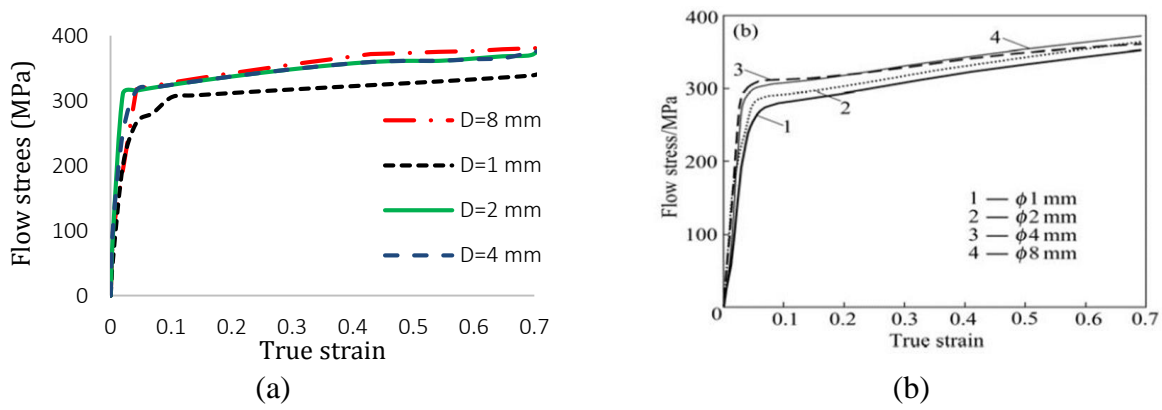 (a)
400
300
200
100
0
Flow strees (MPa)
D=8 mm
D=1 mm
D=2 mm
D=4 mm
0 0.1 0.2 0.3 0.4 0.5 0.6 0.7
True strain
(a)
(b)
400
300
200
100
0
Flow stress/MPa
4
3
2
1
1 — ϕ1 mm
2 — ϕ2 mm
3 — ϕ4 mm
4 — ϕ8 mm
0.1 0.2 0.3 0.4 0.5 0.6 0.7
True strain
(b)